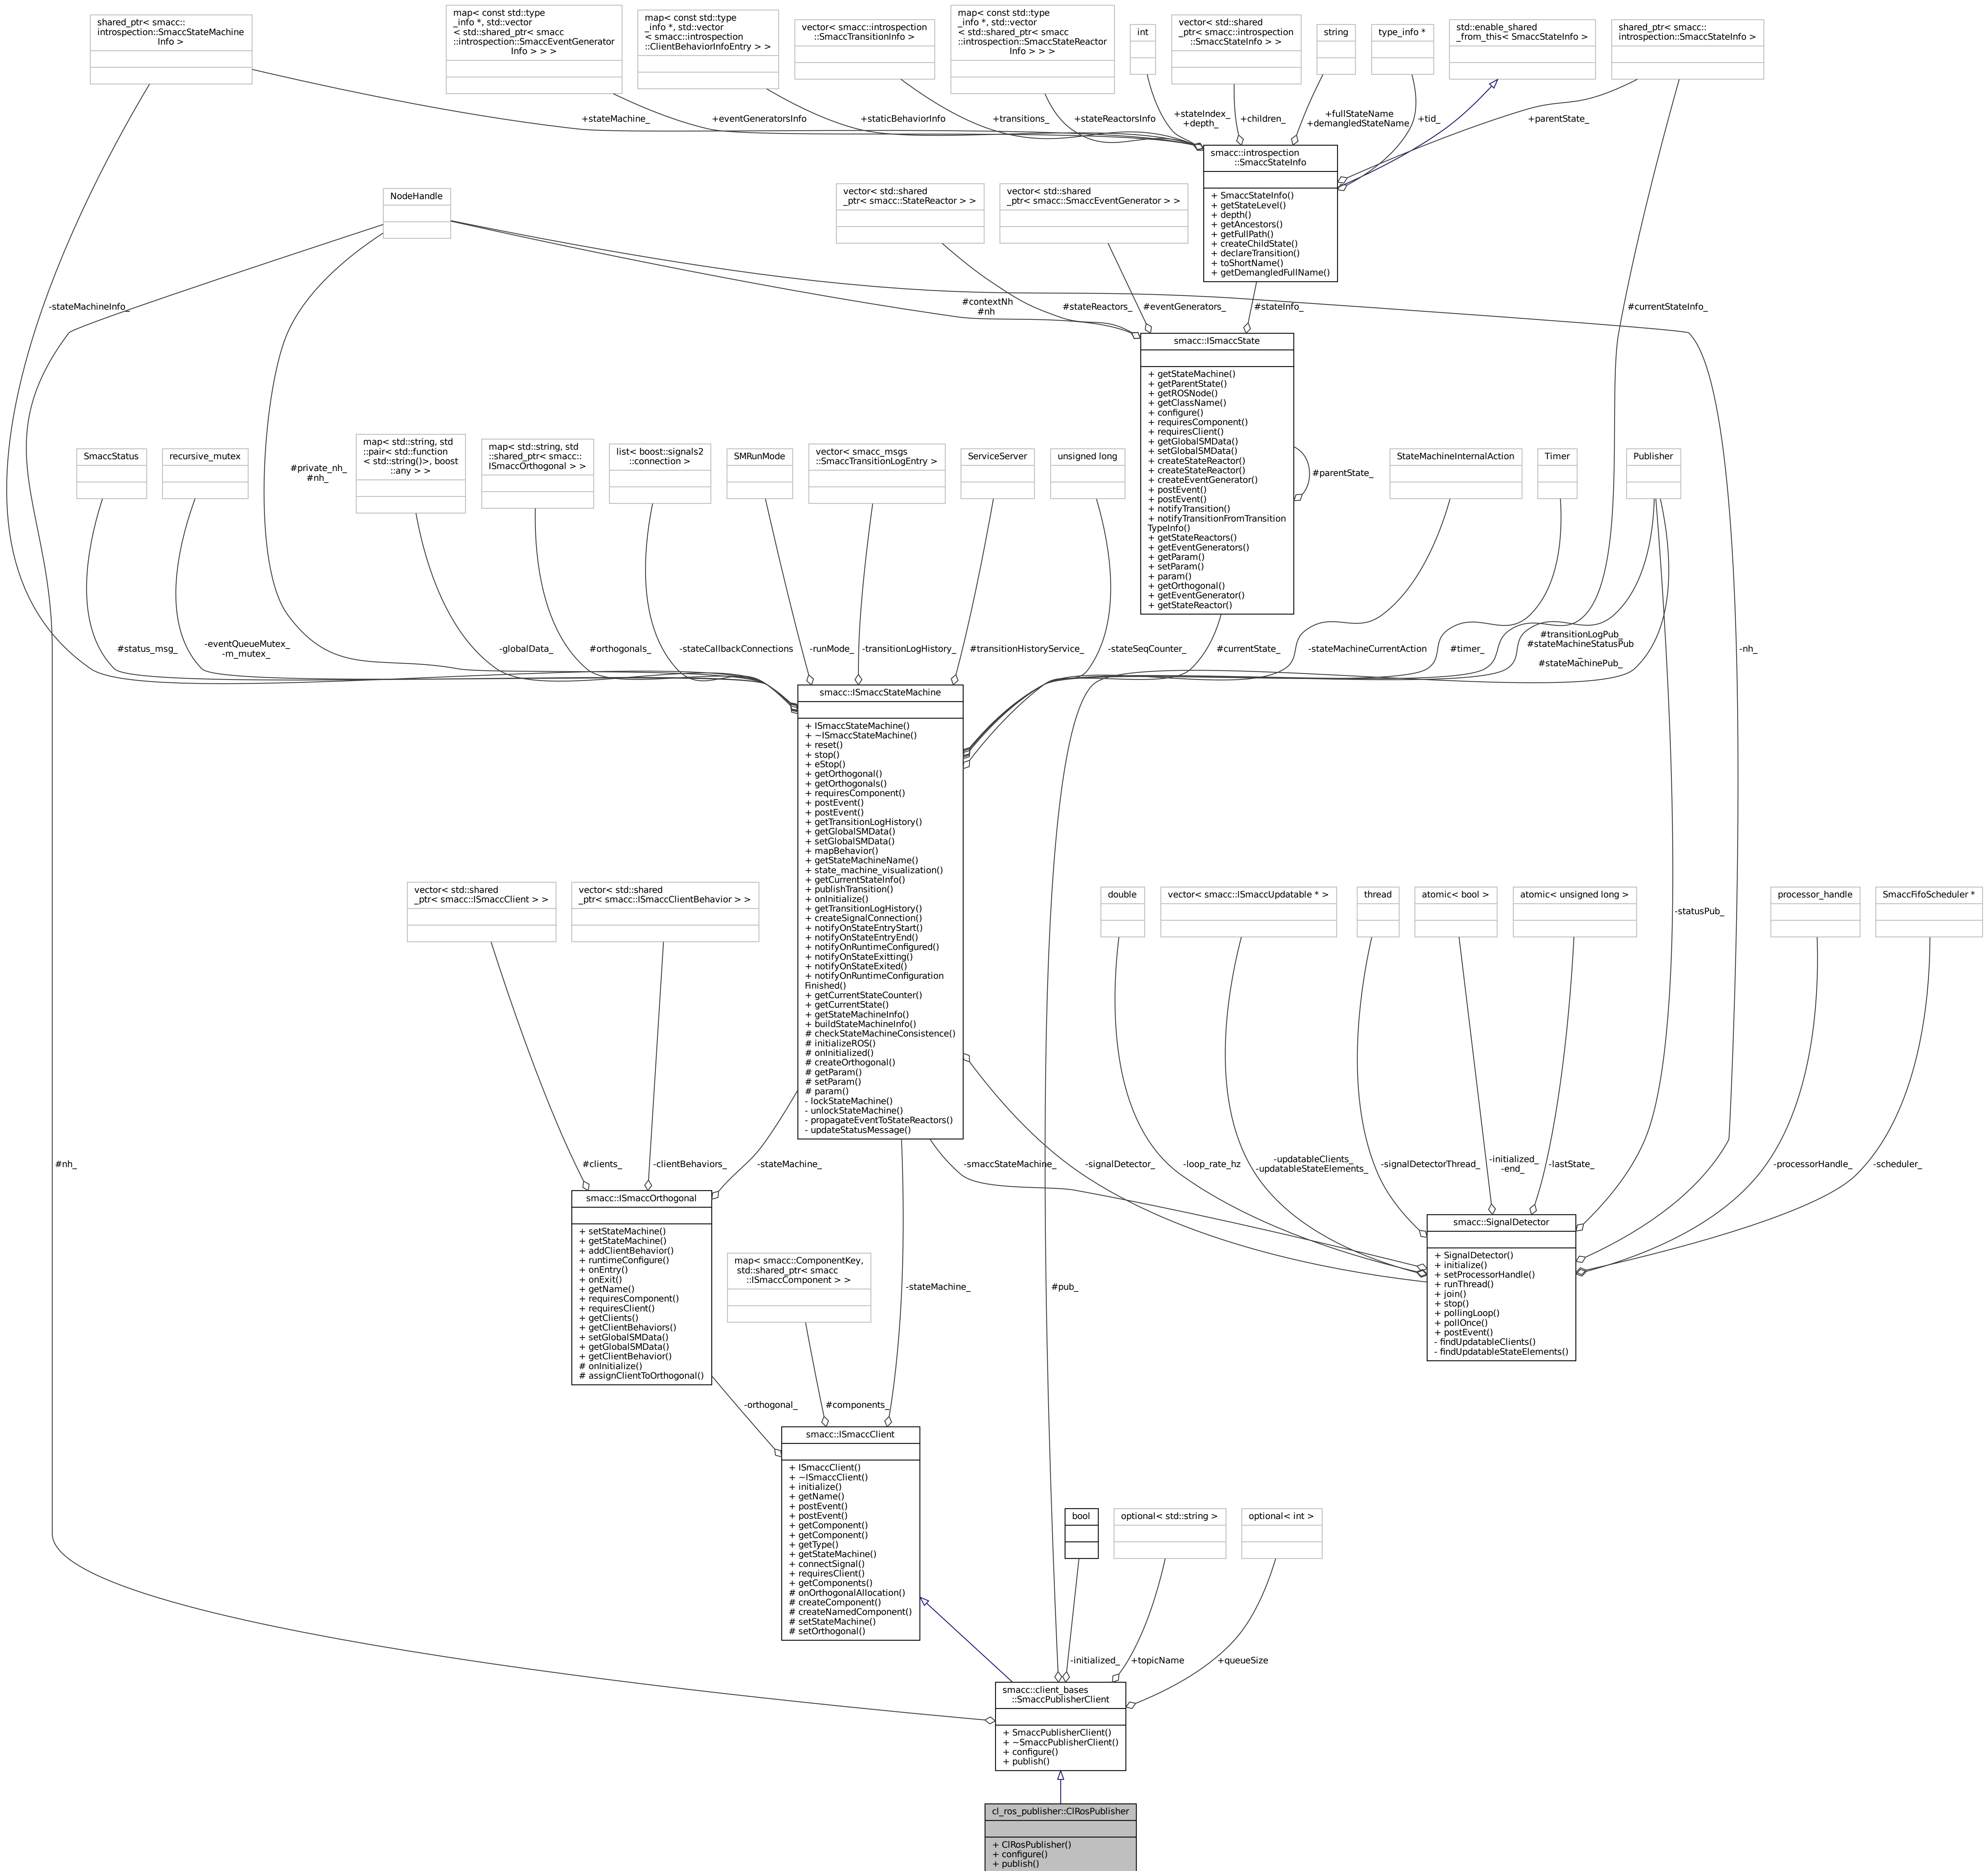 shared_ptr< smacc::
introspection::SmaccStateMachine
Info >
map< const std::type
_info *, std::vector
< std::shared_ptr< smacc
::introspection::SmaccEventGenerator
Info > > >
map< const std::type
_info *, std::vector
< smacc::introspection
::ClientBehaviorInfoEntry > >
vector< smacc::introspection
::SmaccTransitionInfo >
map< const std::type
_info *, std::vector
< std::shared_ptr< smacc
::introspection::SmaccStateReactor
Info > > >
int
vector< std::shared
_ptr< smacc::introspection
::SmaccStateInfo > >
string
type_info *
std::enable_shared
_from_this< SmaccStateInfo >
shared_ptr< smacc::
introspection::SmaccStateInfo >
+stateMachine_
+eventGeneratorsInfo
+staticBehaviorInfo
+transitions_
+stateReactorsInfo
+stateIndex_
+depth_
+children_
+fullStateName
+demangledStateName
+tid_
+parentState_
smacc::introspection
::SmaccStateInfo
+ SmaccStateInfo()
+ getStateLevel()
+ depth()
+ getAncestors()
+ getFullPath()
+ createChildState()
+ declareTransition()
+ toShortName()
+ getDemangledFullName()
NodeHandle
vector< std::shared
_ptr< smacc::StateReactor > >
vector< std::shared
_ptr< smacc::SmaccEventGenerator > >
-stateMachineInfo_
#contextNh
#nh
#stateReactors_
#eventGenerators_
#stateInfo_
#currentStateInfo_
smacc::ISmaccState
+ getStateMachine()
+ getParentState()
+ getROSNode()
+ getClassName()
+ configure()
+ requiresComponent()
+ requiresClient()
+ getGlobalSMData()
+ setGlobalSMData()
+ createStateReactor()
+ createStateReactor()
+ createEventGenerator()
+ postEvent()
+ postEvent()
+ notifyTransition()
+ notifyTransitionFromTransition
TypeInfo()
+ getStateReactors()
+ getEventGenerators()
+ getParam()
+ setParam()
+ param()
+ getOrthogonal()
+ getEventGenerator()
+ getStateReactor()
#parentState_
SmaccStatus
recursive_mutex
#private_nh_
#nh_
map< std::string, std
::pair< std::function
< std::string()>, boost
::any > >
map< std::string, std
::shared_ptr< smacc::
ISmaccOrthogonal > >
list< boost::signals2
::connection >
SMRunMode
vector< smacc_msgs
::SmaccTransitionLogEntry >
ServiceServer
unsigned long
StateMachineInternalAction
Timer
Publisher
#status_msg_
-eventQueueMutex_
-m_mutex_
-globalData_
#orthogonals_
-stateCallbackConnections
-runMode_
-transitionLogHistory_
#transitionHistoryService_
-stateSeqCounter_
#currentState_
-stateMachineCurrentAction
#timer_
#transitionLogPub_
#stateMachineStatusPub
_
#stateMachinePub_
-nh_
smacc::ISmaccStateMachine
+ ISmaccStateMachine()
+ ~ISmaccStateMachine()
+ reset()
+ stop()
+ eStop()
+ getOrthogonal()
+ getOrthogonals()
+ requiresComponent()
+ postEvent()
+ postEvent()
+ getTransitionLogHistory()
+ getGlobalSMData()
+ setGlobalSMData()
+ mapBehavior()
+ getStateMachineName()
+ state_machine_visualization()
+ getCurrentStateInfo()
+ publishTransition()
+ onInitialize()
+ getTransitionLogHistory()
+ createSignalConnection()
+ notifyOnStateEntryStart()
+ notifyOnStateEntryEnd()
+ notifyOnRuntimeConfigured()
+ notifyOnStateExitting()
+ notifyOnStateExited()
+ notifyOnRuntimeConfiguration
Finished()
+ getCurrentStateCounter()
+ getCurrentState()
+ getStateMachineInfo()
+ buildStateMachineInfo()
# checkStateMachineConsistence()
# initializeROS()
# onInitialized()
# createOrthogonal()
# getParam()
# setParam()
# param()
- lockStateMachine()
- unlockStateMachine()
- propagateEventToStateReactors()
- updateStatusMessage()
vector< std::shared
_ptr< smacc::ISmaccClient > >
vector< std::shared
_ptr< smacc::ISmaccClientBehavior > >
double
vector< smacc::ISmaccUpdatable * >
thread
atomic< bool >
atomic< unsigned long >
-statusPub_
processor_handle
SmaccFifoScheduler *
#nh_
#clients_
-clientBehaviors_
-stateMachine_
-smaccStateMachine_
-signalDetector_
-loop_rate_hz
-updatableClients_
-updatableStateElements_
-signalDetectorThread_
-initialized_
-end_
-lastState_
-processorHandle_
-scheduler_
smacc::ISmaccOrthogonal
+ setStateMachine()
+ getStateMachine()
+ addClientBehavior()
+ runtimeConfigure()
+ onEntry()
+ onExit()
+ getName()
+ requiresComponent()
+ requiresClient()
+ getClients()
+ getClientBehaviors()
+ setGlobalSMData()
+ getGlobalSMData()
+ getClientBehavior()
# onInitialize()
# assignClientToOrthogonal()
smacc::SignalDetector
+ SignalDetector()
+ initialize()
+ setProcessorHandle()
+ runThread()
+ join()
+ stop()
+ pollingLoop()
+ pollOnce()
+ postEvent()
- findUpdatableClients()
- findUpdatableStateElements()
map< smacc::ComponentKey,
std::shared_ptr< smacc
::ISmaccComponent > >
-stateMachine_
#pub_
-orthogonal_
#components_
smacc::ISmaccClient
+ ISmaccClient()
+ ~ISmaccClient()
+ initialize()
+ getName()
+ postEvent()
+ postEvent()
+ getComponent()
+ getComponent()
+ getType()
+ getStateMachine()
+ connectSignal()
+ requiresClient()
+ getComponents()
# onOrthogonalAllocation()
# createComponent()
# createNamedComponent()
# setStateMachine()
# setOrthogonal()
bool
optional< std::string >
optional< int >
-initialized_
+topicName
+queueSize
smacc::client_bases
::SmaccPublisherClient
+ SmaccPublisherClient()
+ ~SmaccPublisherClient()
+ configure()
+ publish()
cl_ros_publisher::ClRosPublisher
+ ClRosPublisher()
+ configure()
+ publish()